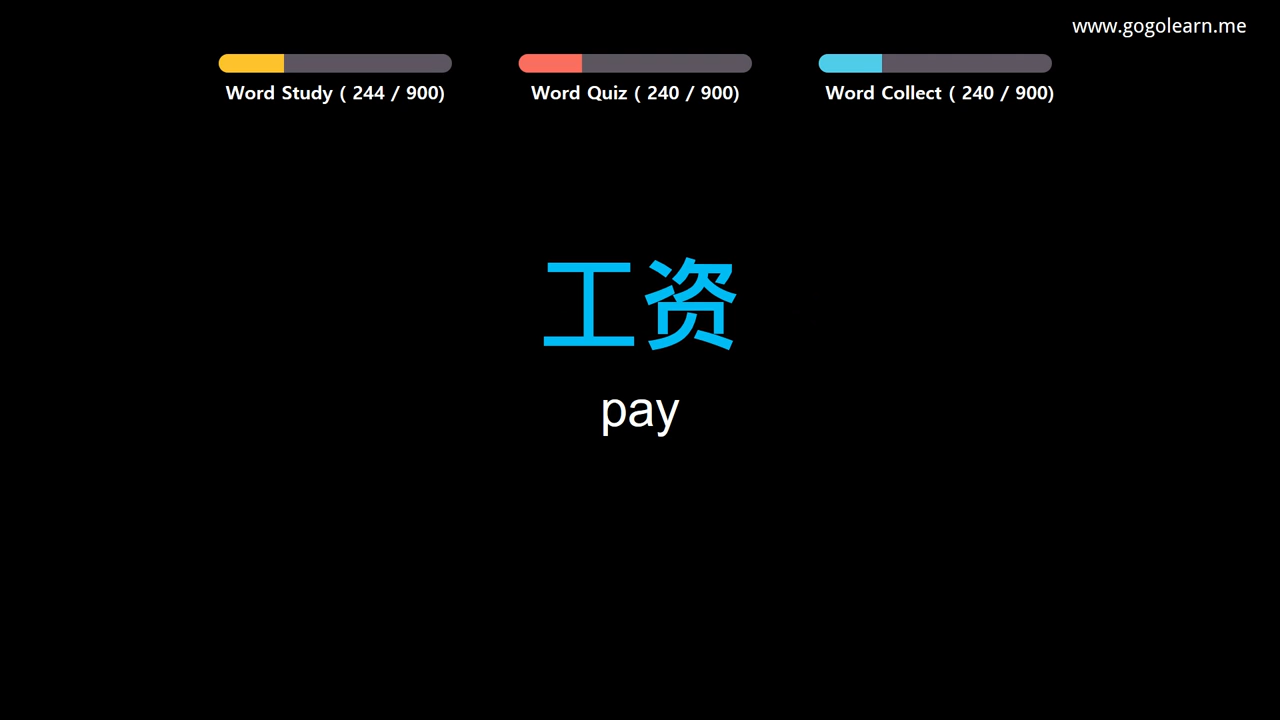 www.gogolearn.me
Word Study ( 244 / 900)
Word Quiz ( 240 / 900)
Word Collect ( 240 / 900)
工资
pay